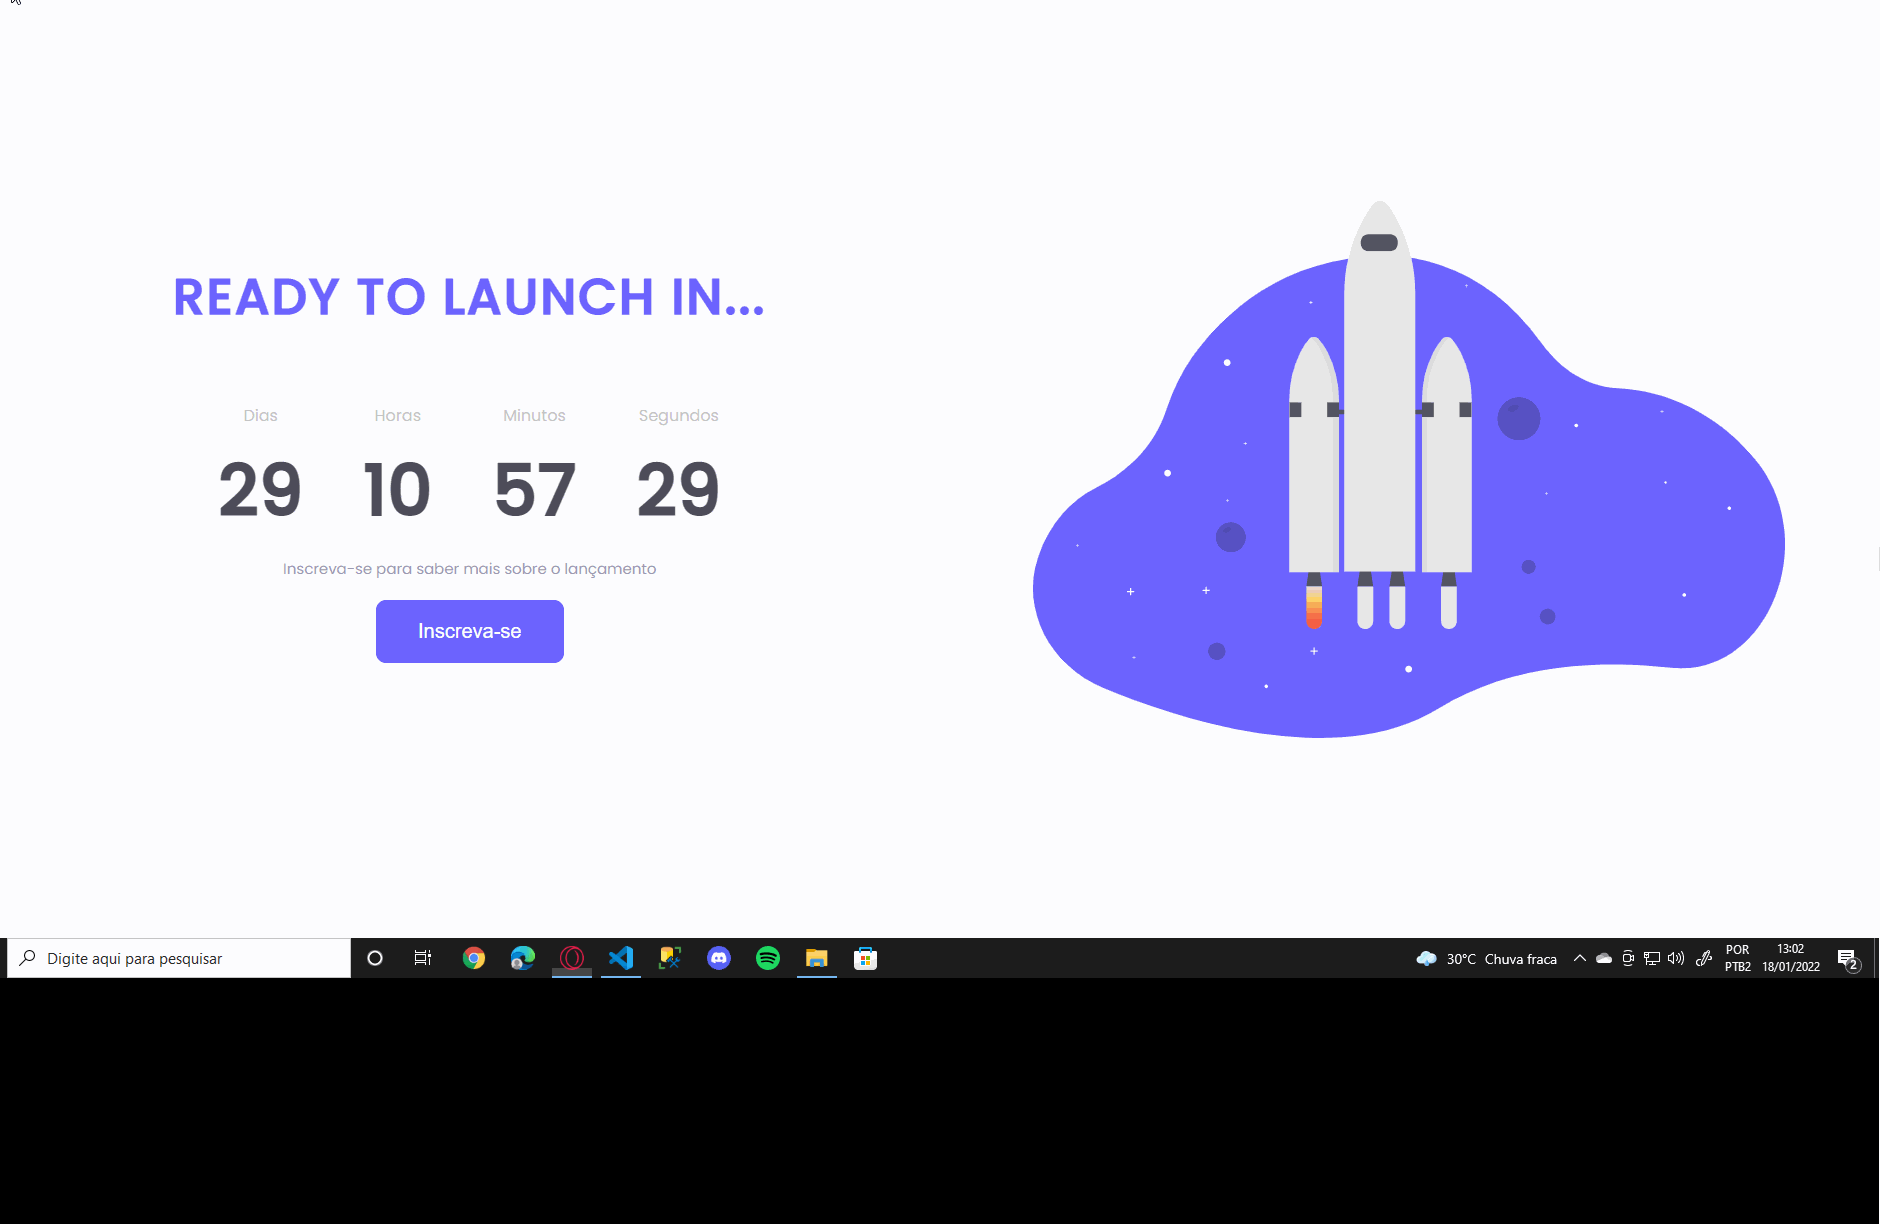 READY TO LAUNCH IN...
Dias Horas Minutos Segundos
29 10 57 29
Inscreva-se para saber mais sobre o lançamento
Inscreva-se
Digite aqui para pesquisar
30°C Chuva fraca
POR
PTB2
13:02
18/01/2022
2